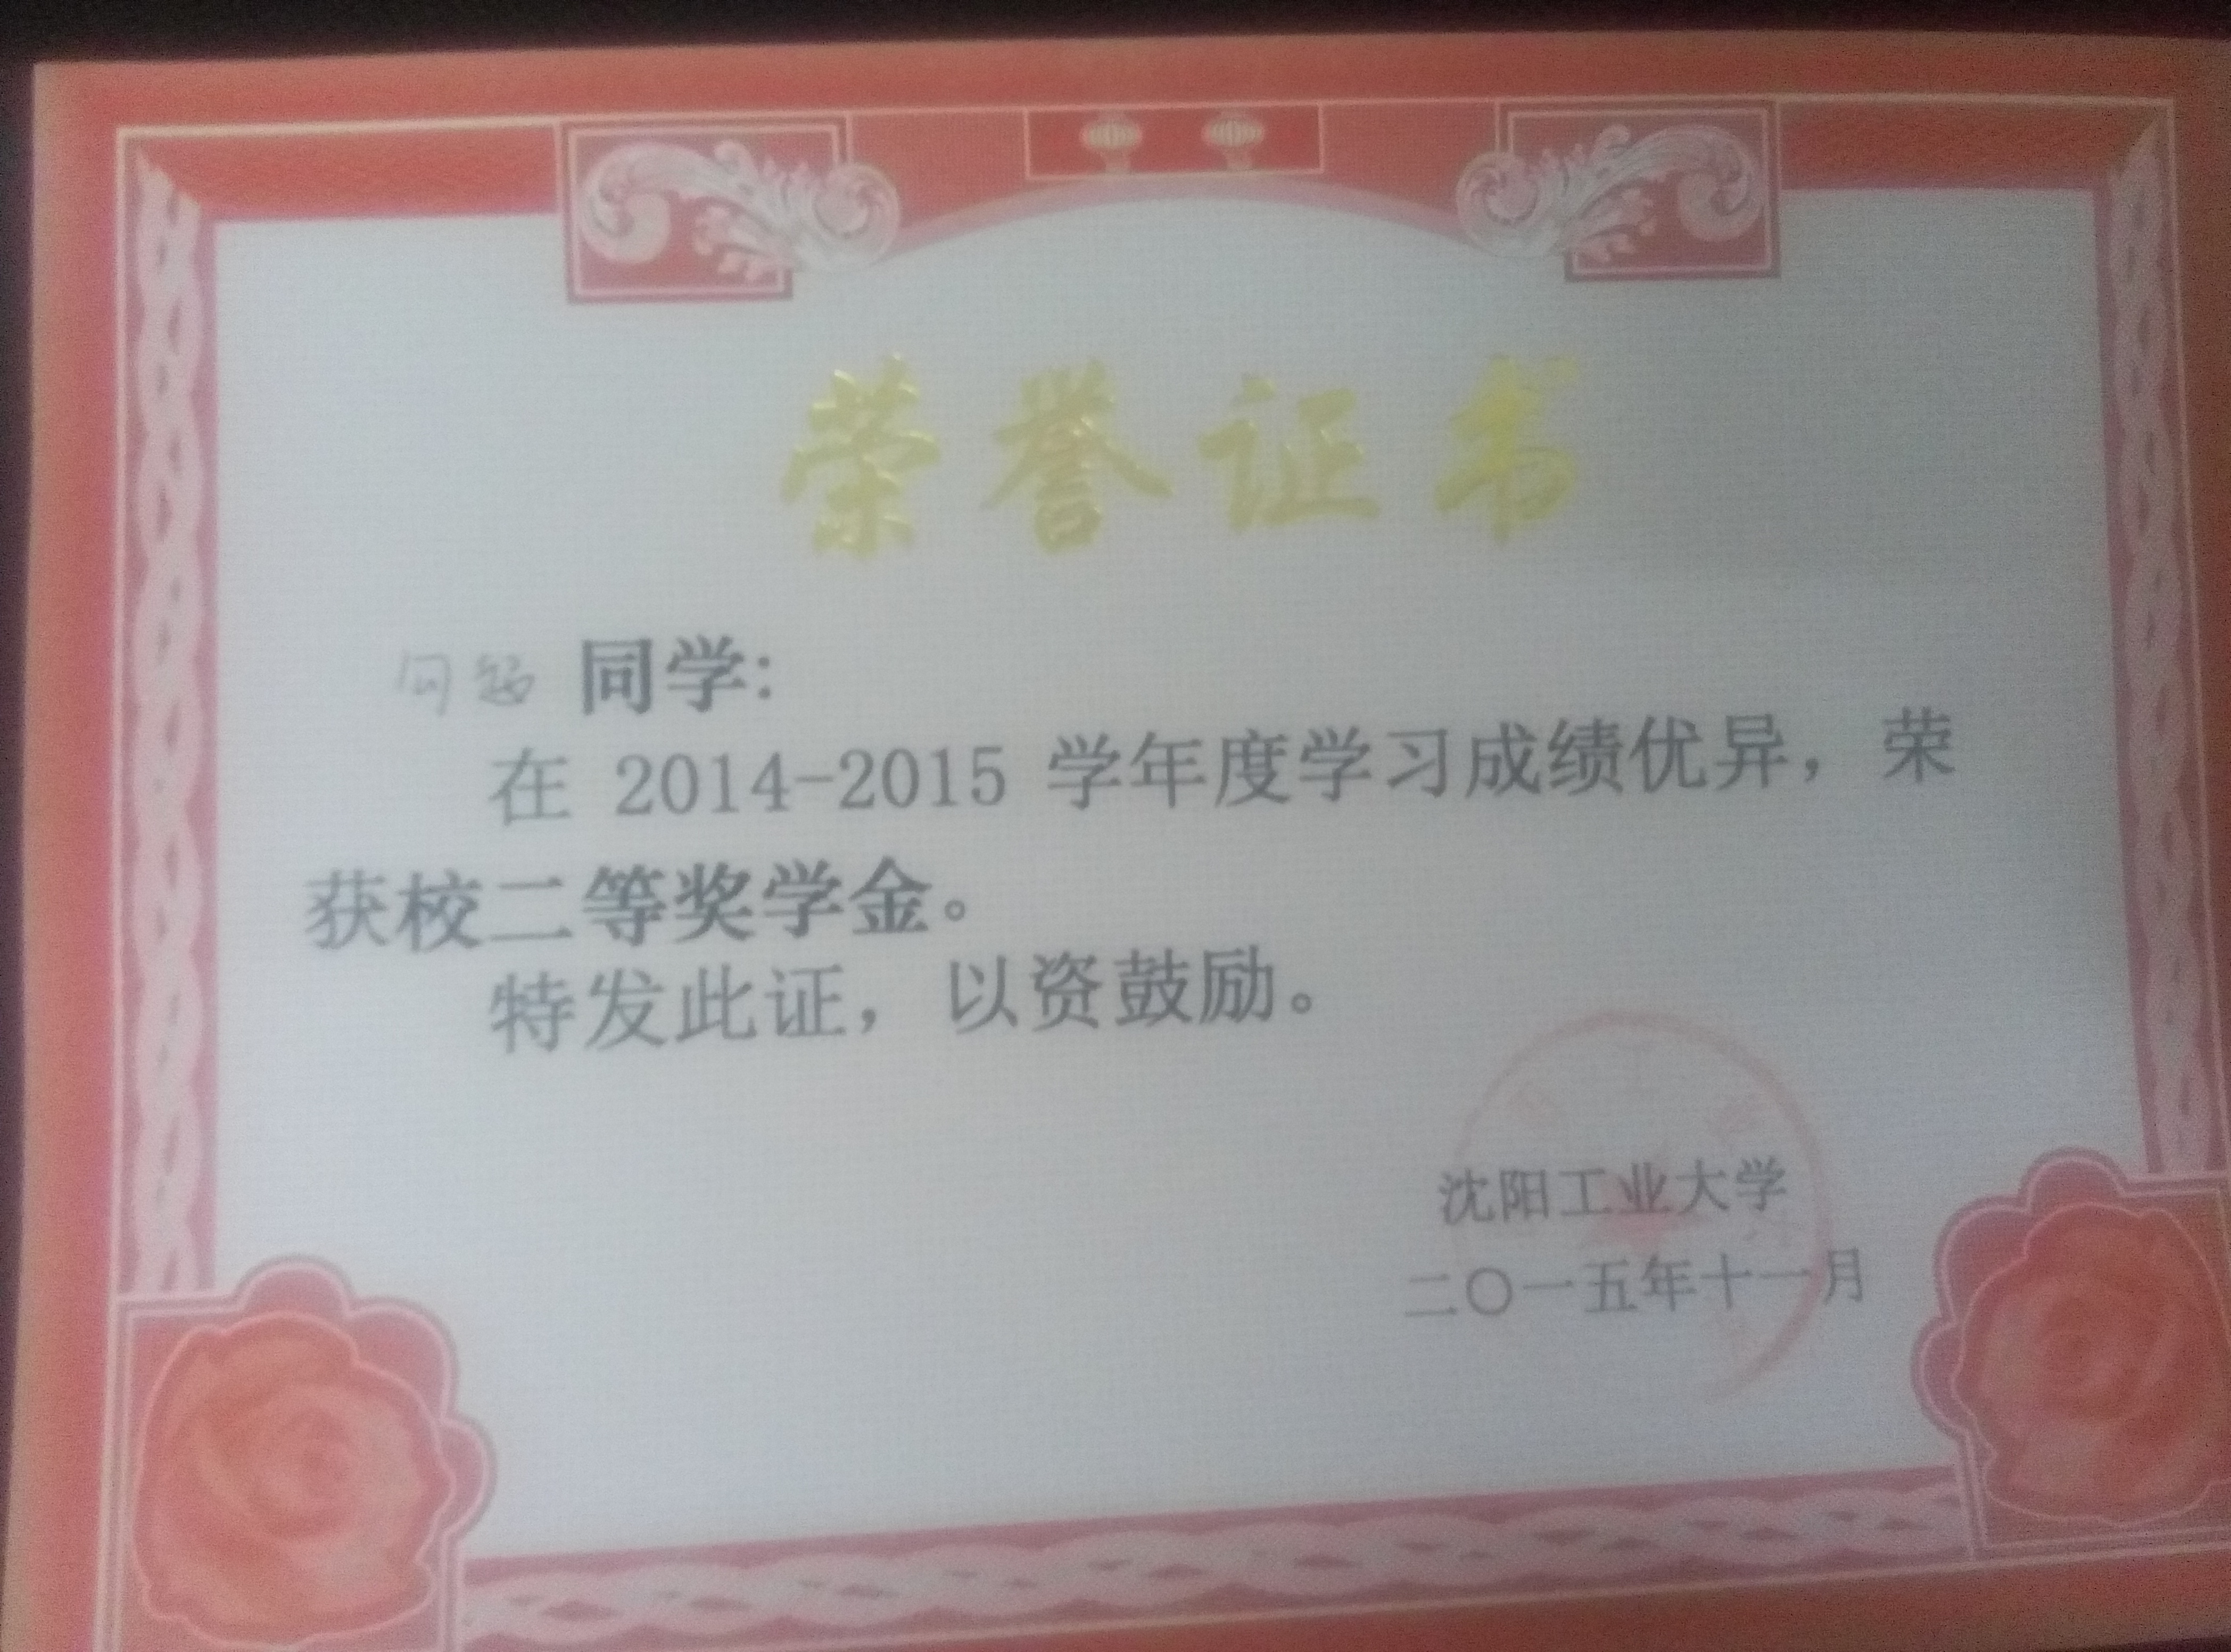 荣誉证书
同学:
在 2014-2015 学年度学习成绩优异，荣
获校二等奖学金。
特发此证，以资鼓励。
沈阳工业大学
二〇一五年十一月